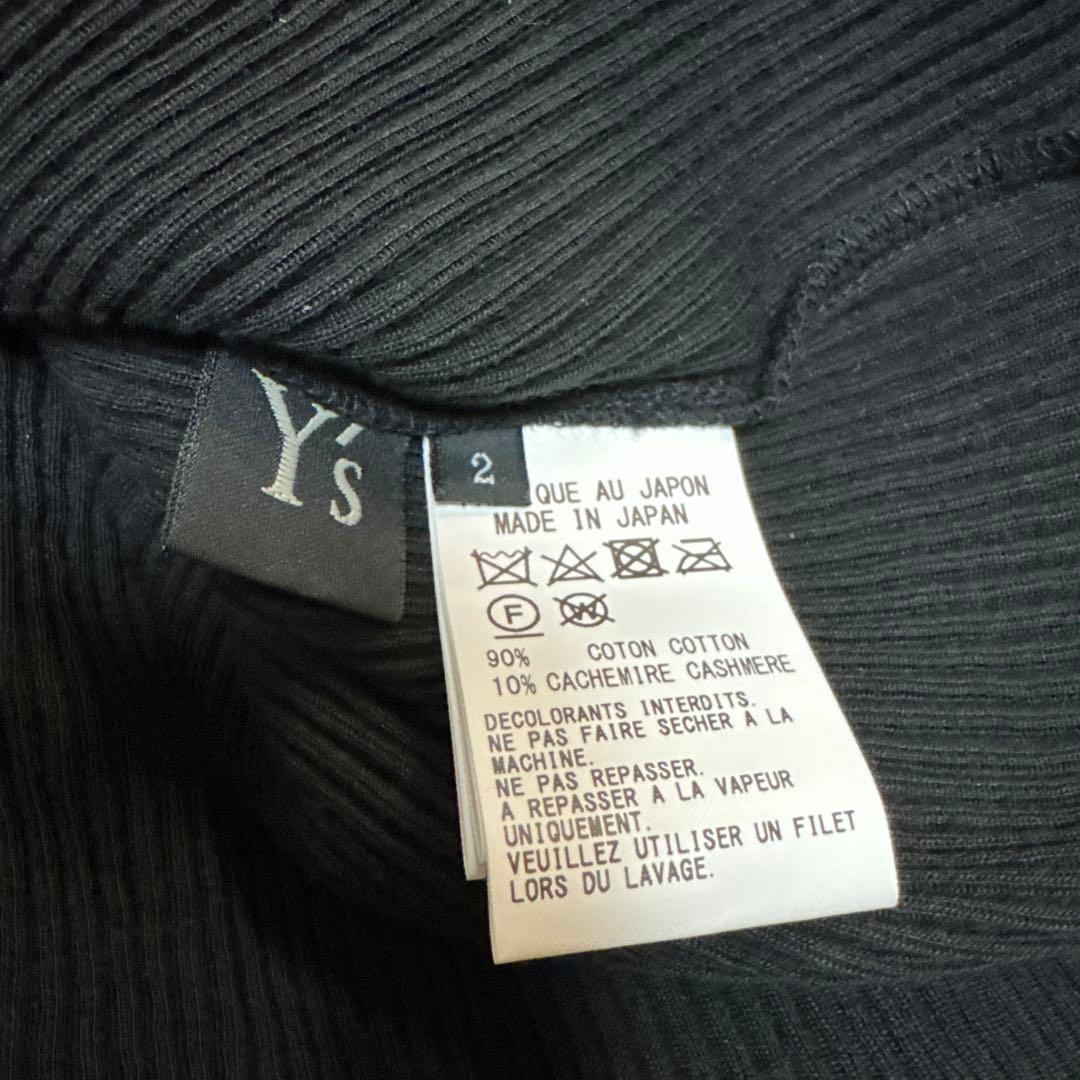 Y's
2
QUE AU JAPON
MADE IN JAPAN
F
W
90% COTON COTTON
10% CACHEMIRE CASHMERE
DECOLORANTS INTERDITS.
NE PAS FAIRE SECHER A LA
MACHINE.
NE PAS REPASSER.
A REPASSER A LA VAPEUR
UNIQUEMENT.
VEUILLEZ UTILISER UN FILET
LORS DU LAVAGE.